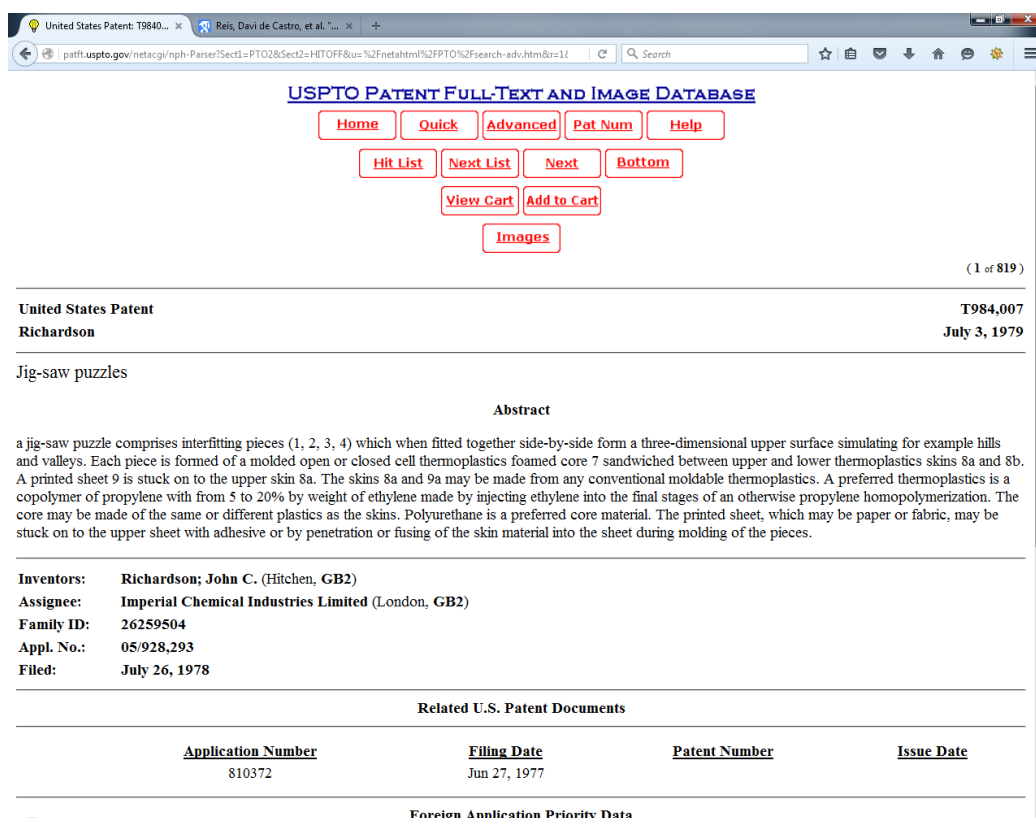 United States Patent: T9840... × Reis, Davi de Castro, et al. "... × +
patft.uspto.gov/netacgi/nph-Parser?Sect1=PTO2&Sect2=HITOFF&u=%2Fnetahtml%2FPTO%2Fsearch-adv.htm&r=1& Search
USPTO PATENT FULL-TEXT AND IMAGE DATABASE
Home Quick Advanced Pat Num Help
Hit List Next List Next Bottom
View Cart Add to Cart
Images
( 1 of 819 )
United States Patent T984,007
Richardson July 3, 1979
Jig-saw puzzles
Abstract
a jig-saw puzzle comprises interfitting pieces (1, 2, 3, 4) which when fitted together side-by-side form a three-dimensional upper surface simulating for example hills
and valleys. Each piece is formed of a molded open or closed cell thermoplastics foamed core 7 sandwiched between upper and lower thermoplastics skins 8a and 8b.
A printed sheet 9 is stuck on to the upper skin 8a. The skins 8a and 9a may be made from any conventional moldable thermoplastics. A preferred thermoplastics is a
copolymer of propylene with from 5 to 20% by weight of ethylene made by injecting ethylene into the final stages of an otherwise propylene homopolymerization. The
core may be made of the same or different plastics as the skins. Polyurethane is a preferred core material. The printed sheet, which may be paper or fabric, may be
stuck on to the upper sheet with adhesive or by penetration or fusing of the skin material into the sheet during molding of the pieces.
Inventors: Richardson; John C. (Hitchen, GB2)
Assignee: Imperial Chemical Industries Limited (London, GB2)
Family ID: 26259504
Appl. No.: 05/928,293
Filed: July 26, 1978
Related U.S. Patent Documents
Application Number Filing Date Patent Number Issue Date
810372 Jun 27, 1977
Foreign Application Priority Data